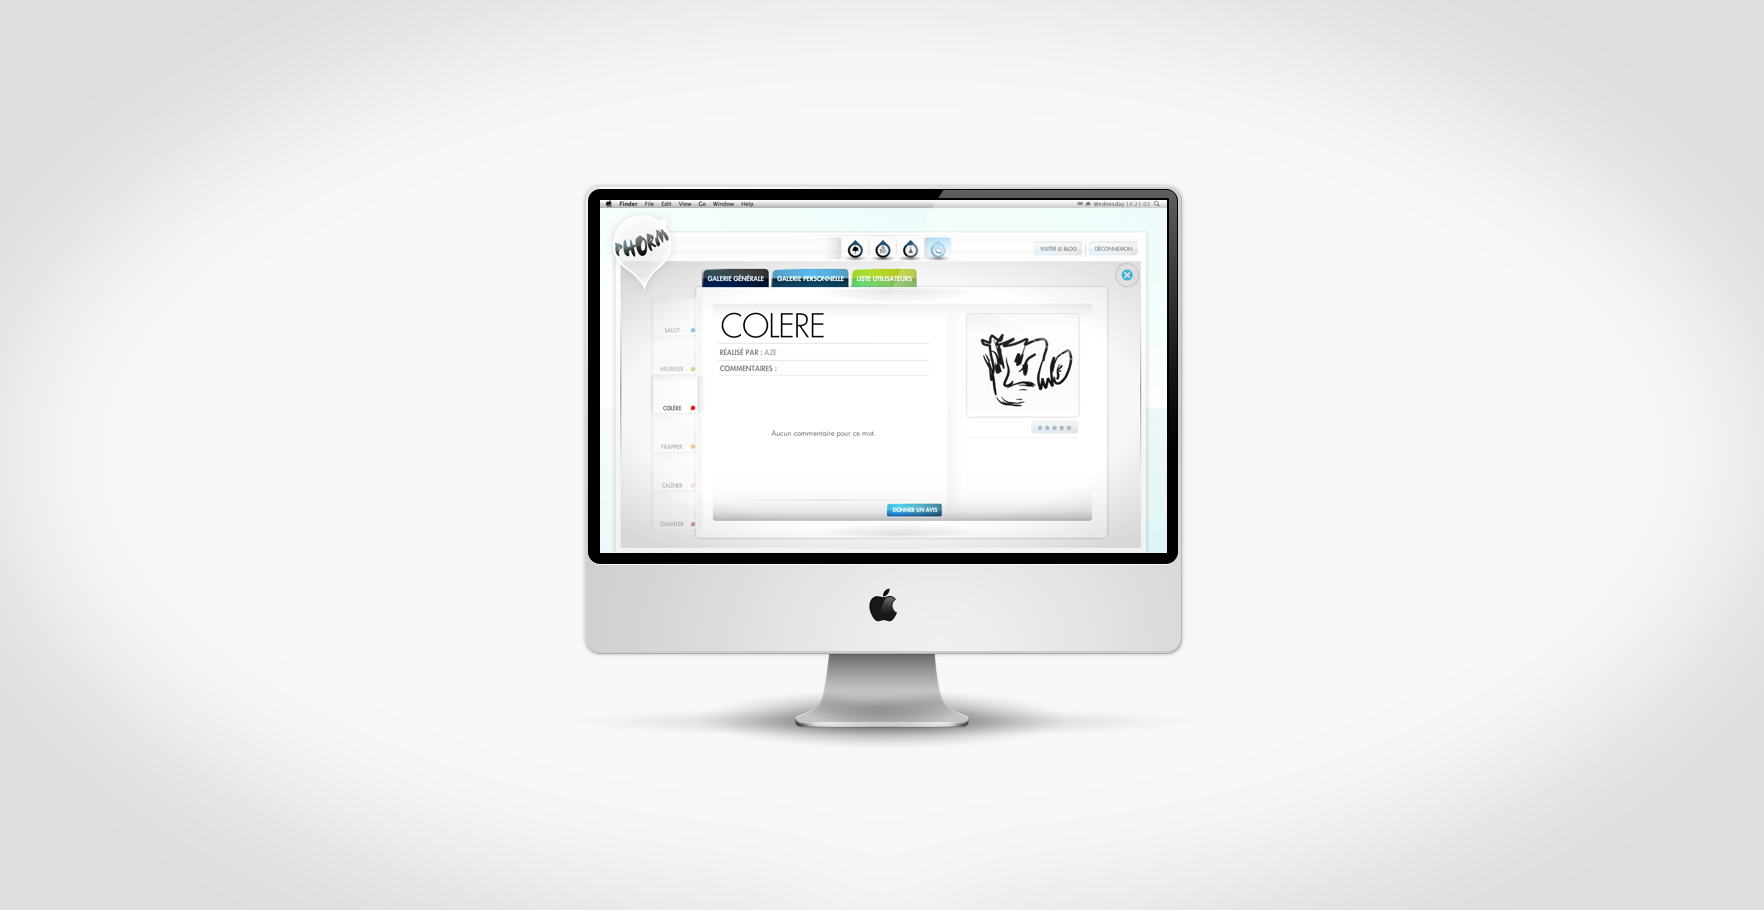 Finder File Edit View Go Window Help
Wednesday 16:21:02
PHORM
VISITER LE BLOG
DÉCONNEXION
GALERIE GÉNÉRALE
GALERIE PERSONNELLE
LISTE UTILISATEURS
SALUT
HEUREUX
COLÈRE
FRAPPER
CALÎNER
CHANTER
COLERE
RÉALISÉ PAR : AZE
COMMENTAIRES :
Aucun commentaire pour ce mot.
DONNER UN AVIS